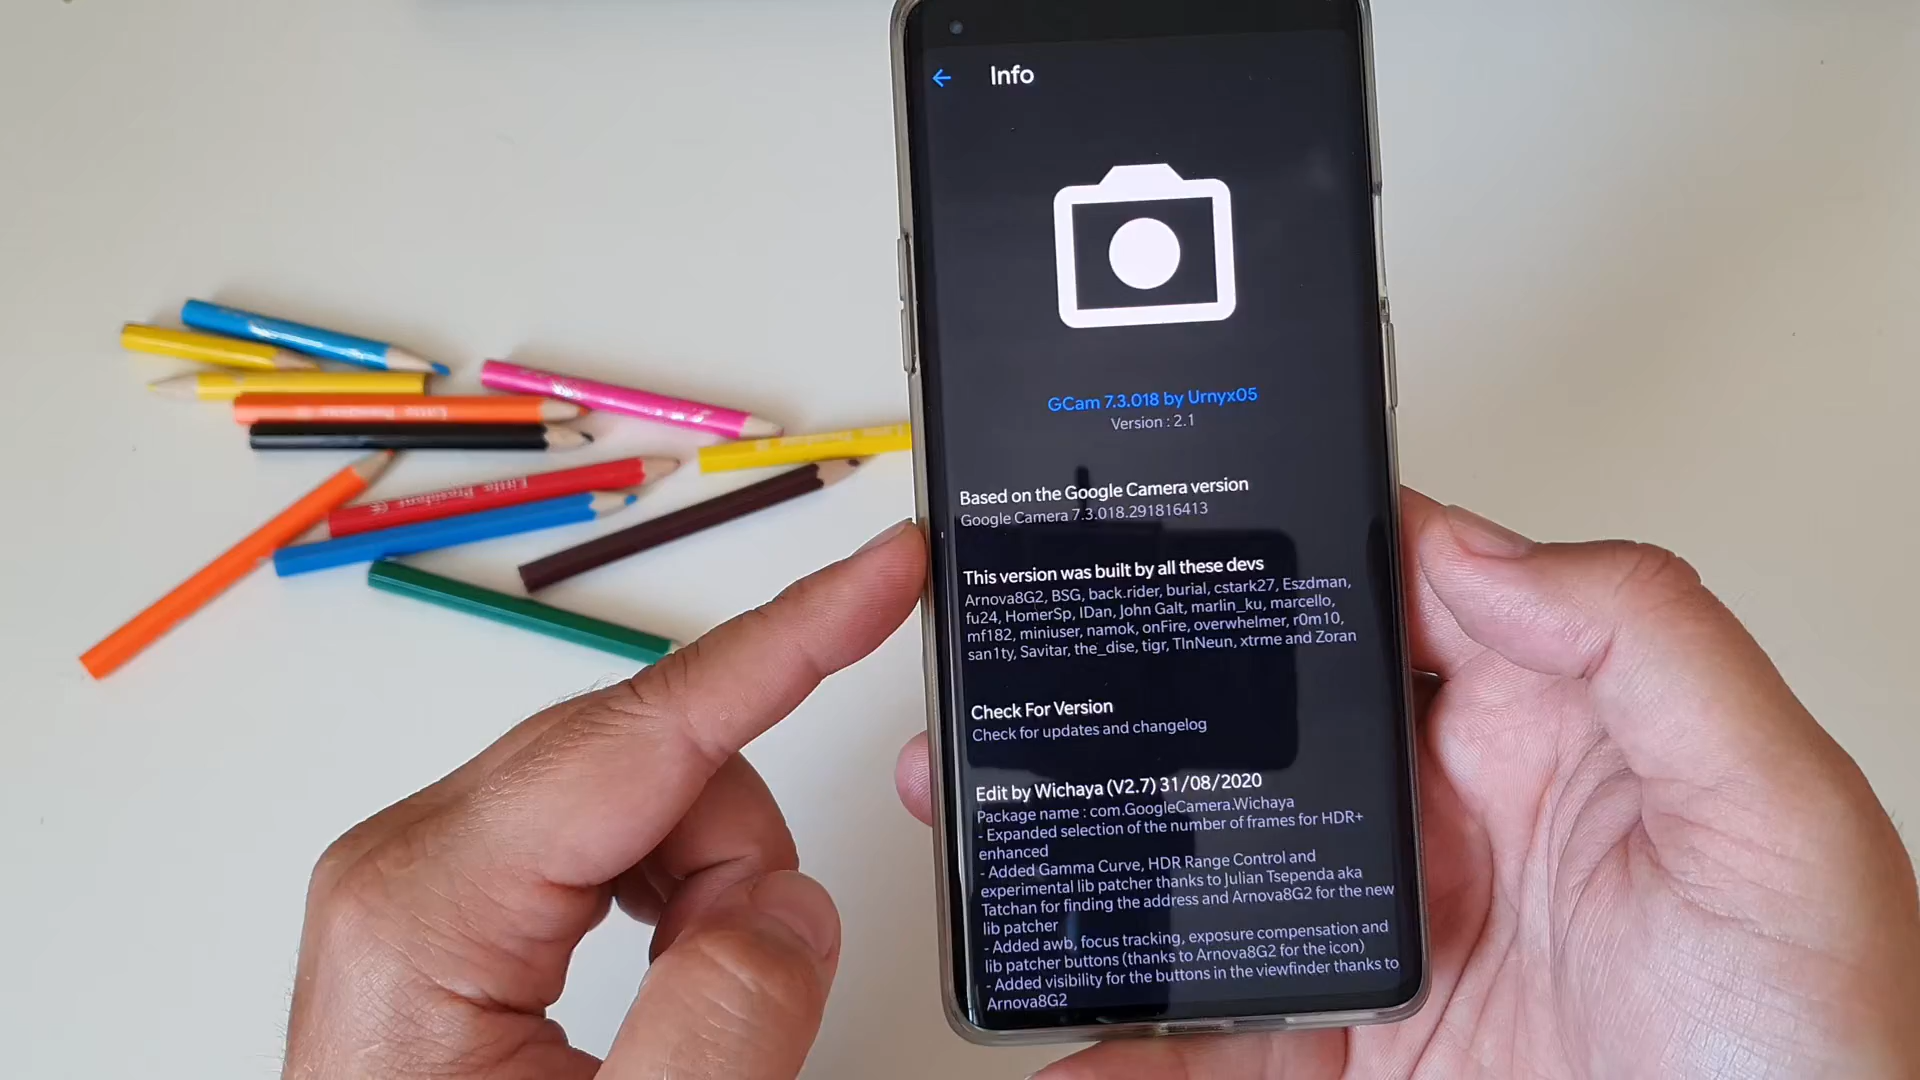 Info
GCam 7.3.018 by Urnyx05
Version : 2.1
Based on the Google Camera version
Google Camera 7.3.018.291816413
This version was built by all these devs
Arnova8G2, BSG, back.rider, burial, cstark27, Eszdman,
fu24, HomerSp, IDan, John Galt, marlin_ku, marcello,
mf182, miniuser, namok, onFire, overwhelmer, r0m10,
san1ty, Savitar, the_dise, tigr, TlnNeun, xtrme and Zoran
Check For Version
Check for updates and changelog
Edit by Wichaya (V2.7) 31/08/2020
Package name : com.GoogleCamera.Wichaya
- Expanded selection of the number of frames for HDR+
enhanced
- Added Gamma Curve, HDR Range Control and
experimental lib patcher thanks to Julian Tsependa aka
Tatchan for finding the address and Arnova8G2 for the new
lib patcher
- Added awb, focus tracking, exposure compensation and
lib patcher buttons (thanks to Arnova8G2 for the icon)
- Added visibility for the buttons in the viewfinder thanks to
Arnova8G2